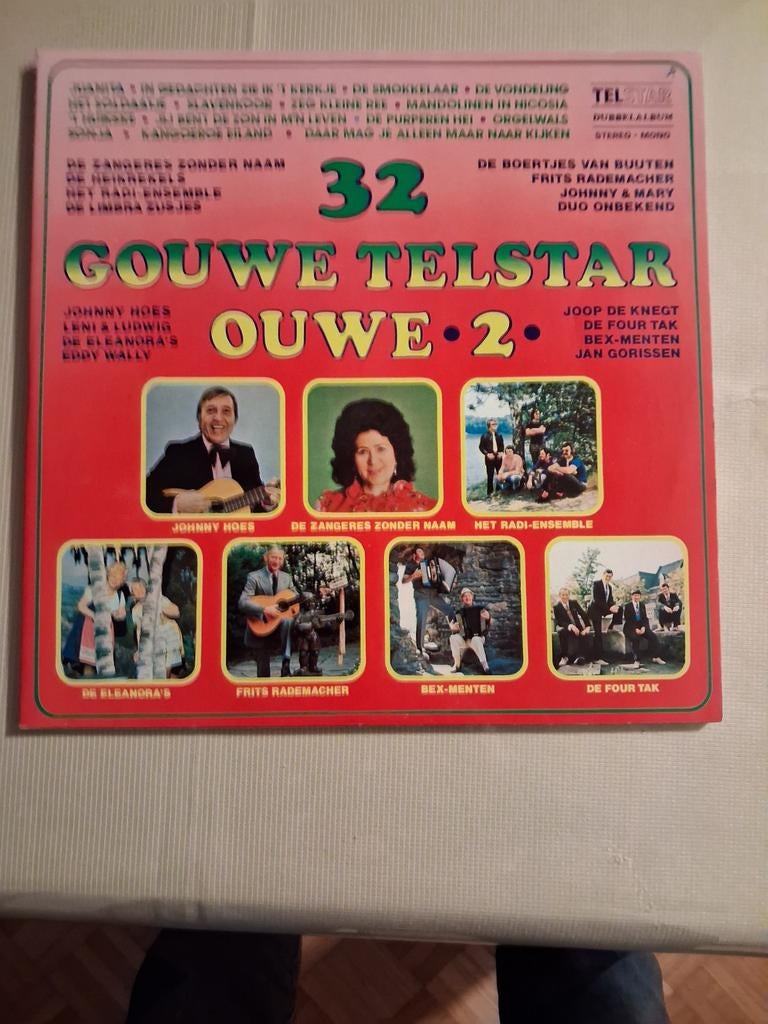 JUANITA • IN GEDACHTEN ZIE IK 'T KERKJE • DE SMOKKELAAR • DE VONDELING
HET SOLDAATJE • SLAVENKOOR • ZEG KLEINE REE • MANDOLINEN IN NICOSIA
'T HUISKE • JIJ BENT DE ZON IN M'N LEVEN • DE PURPEREN HEI • ORGELWALS
SONJA • KANGOEROE EILAND • DAAR MAG JE ALLEEN MAAR NAAR KIJKEN
TELSTAR
DUBBELALBUM
STEREO - MONO
DE ZANGERES ZONDER NAAM
DE HEIKREKELS
HET RADI-ENSEMBLE
DE LIMBRA ZUSJES
32
DE BOERTJES VAN BUUTEN
FRITS RADEMACHER
JOHNNY & MARY
DUO ONBEKEND
GOUWE TELSTAR
OUWE • 2 •
JOHNNY HOES
LENI & LUDWIG
DE ELEANORA'S
EDDY WALLY
JOOP DE KNEGT
DE FOUR TAK
BEX-MENTEN
JAN GORISSEN
JOHNNY HOES
DE ZANGERES ZONDER NAAM
HET RADI-ENSEMBLE
DE ELEANORA'S
FRITS RADEMACHER
BEX-MENTEN
DE FOUR TAK